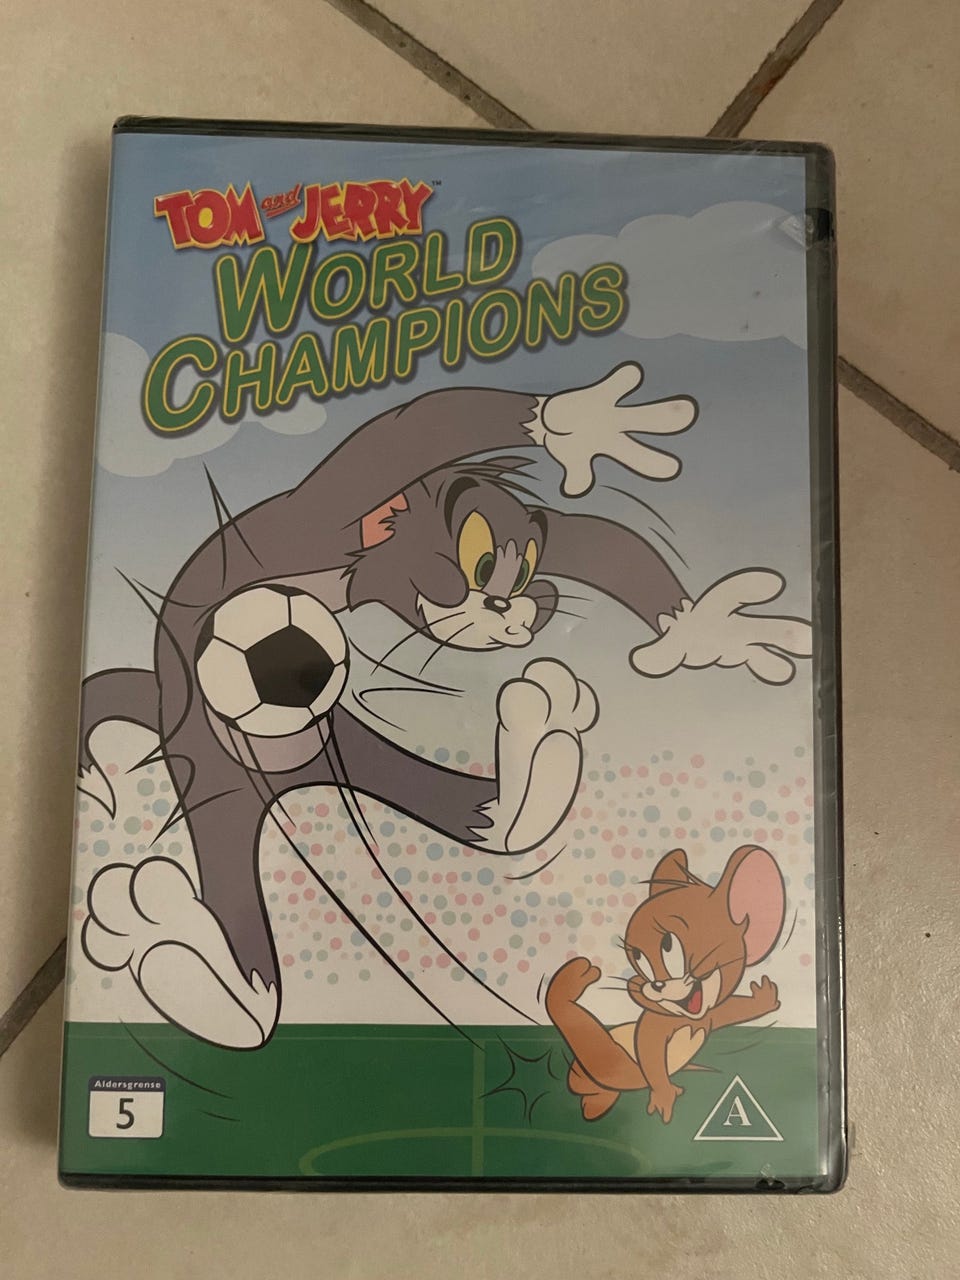 TOM and JERRY™
WORLD
CHAMPIONS
Aldersgrense
5
A